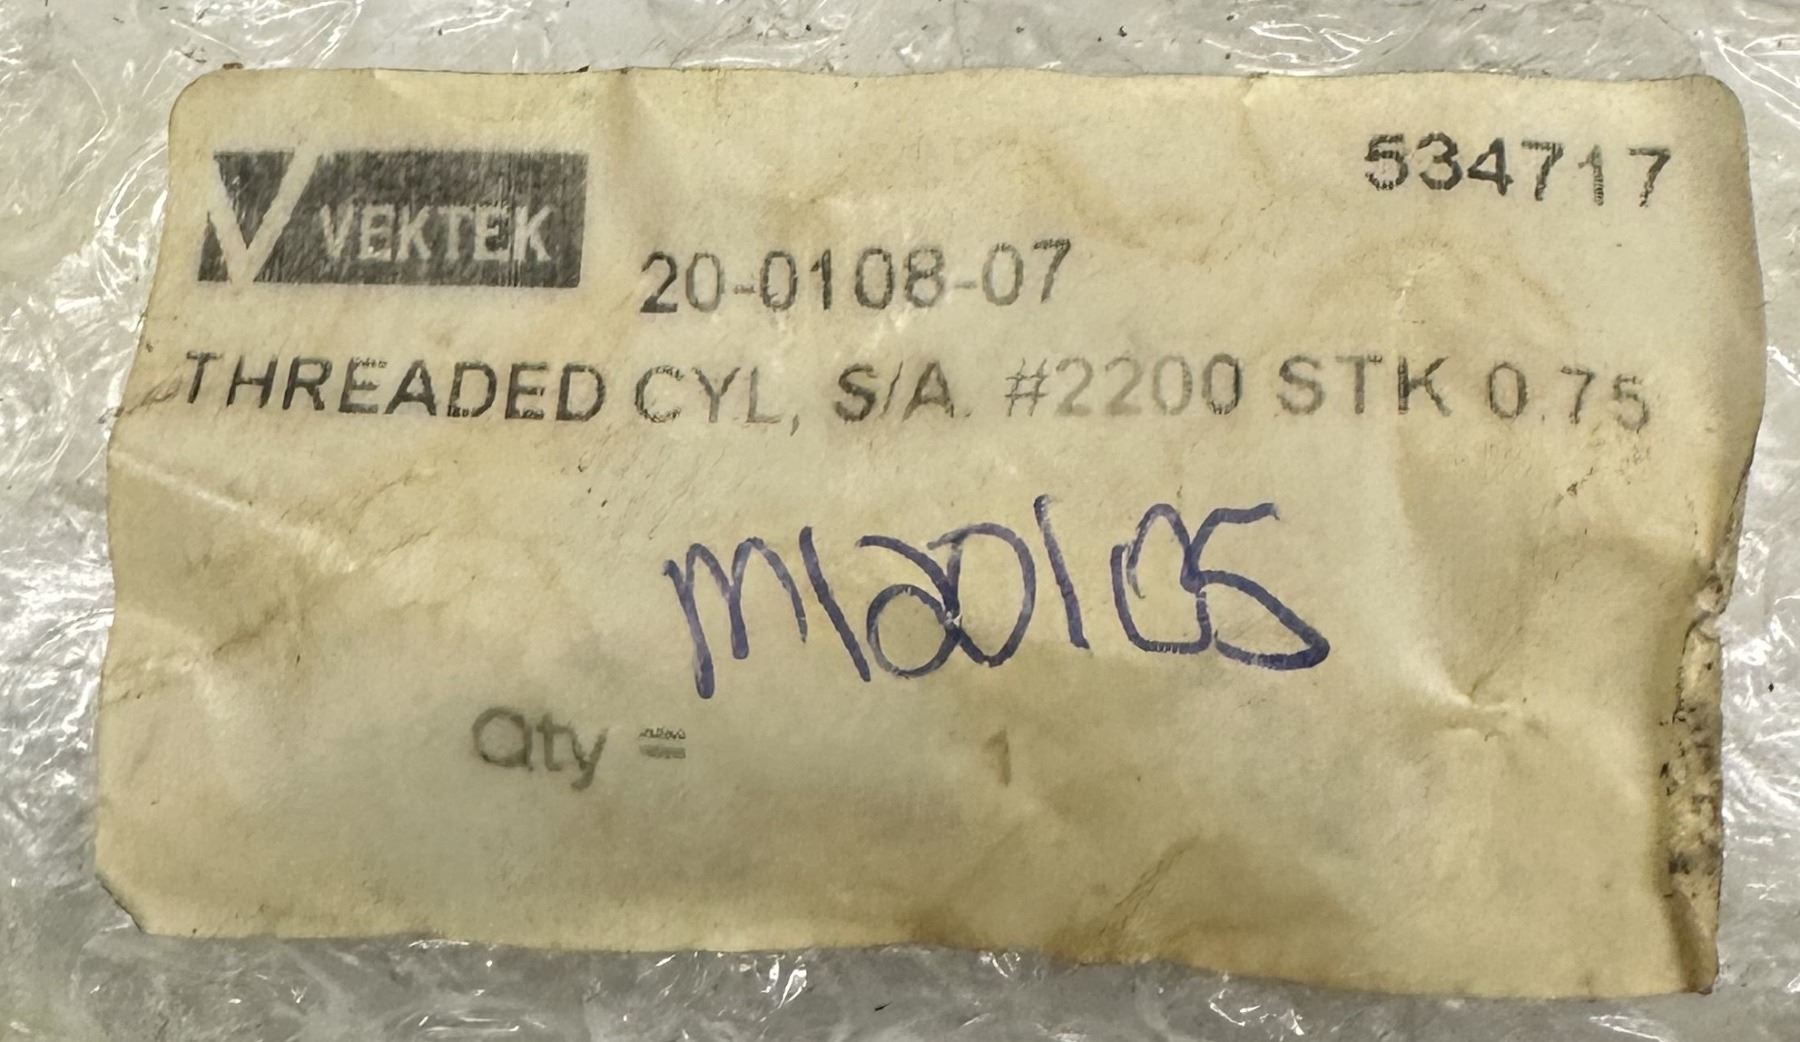 534717
VEKTEK
20-0108-07
THREADED CYL, S/A. #2200 STK 0.75
M120105
Qty = 1